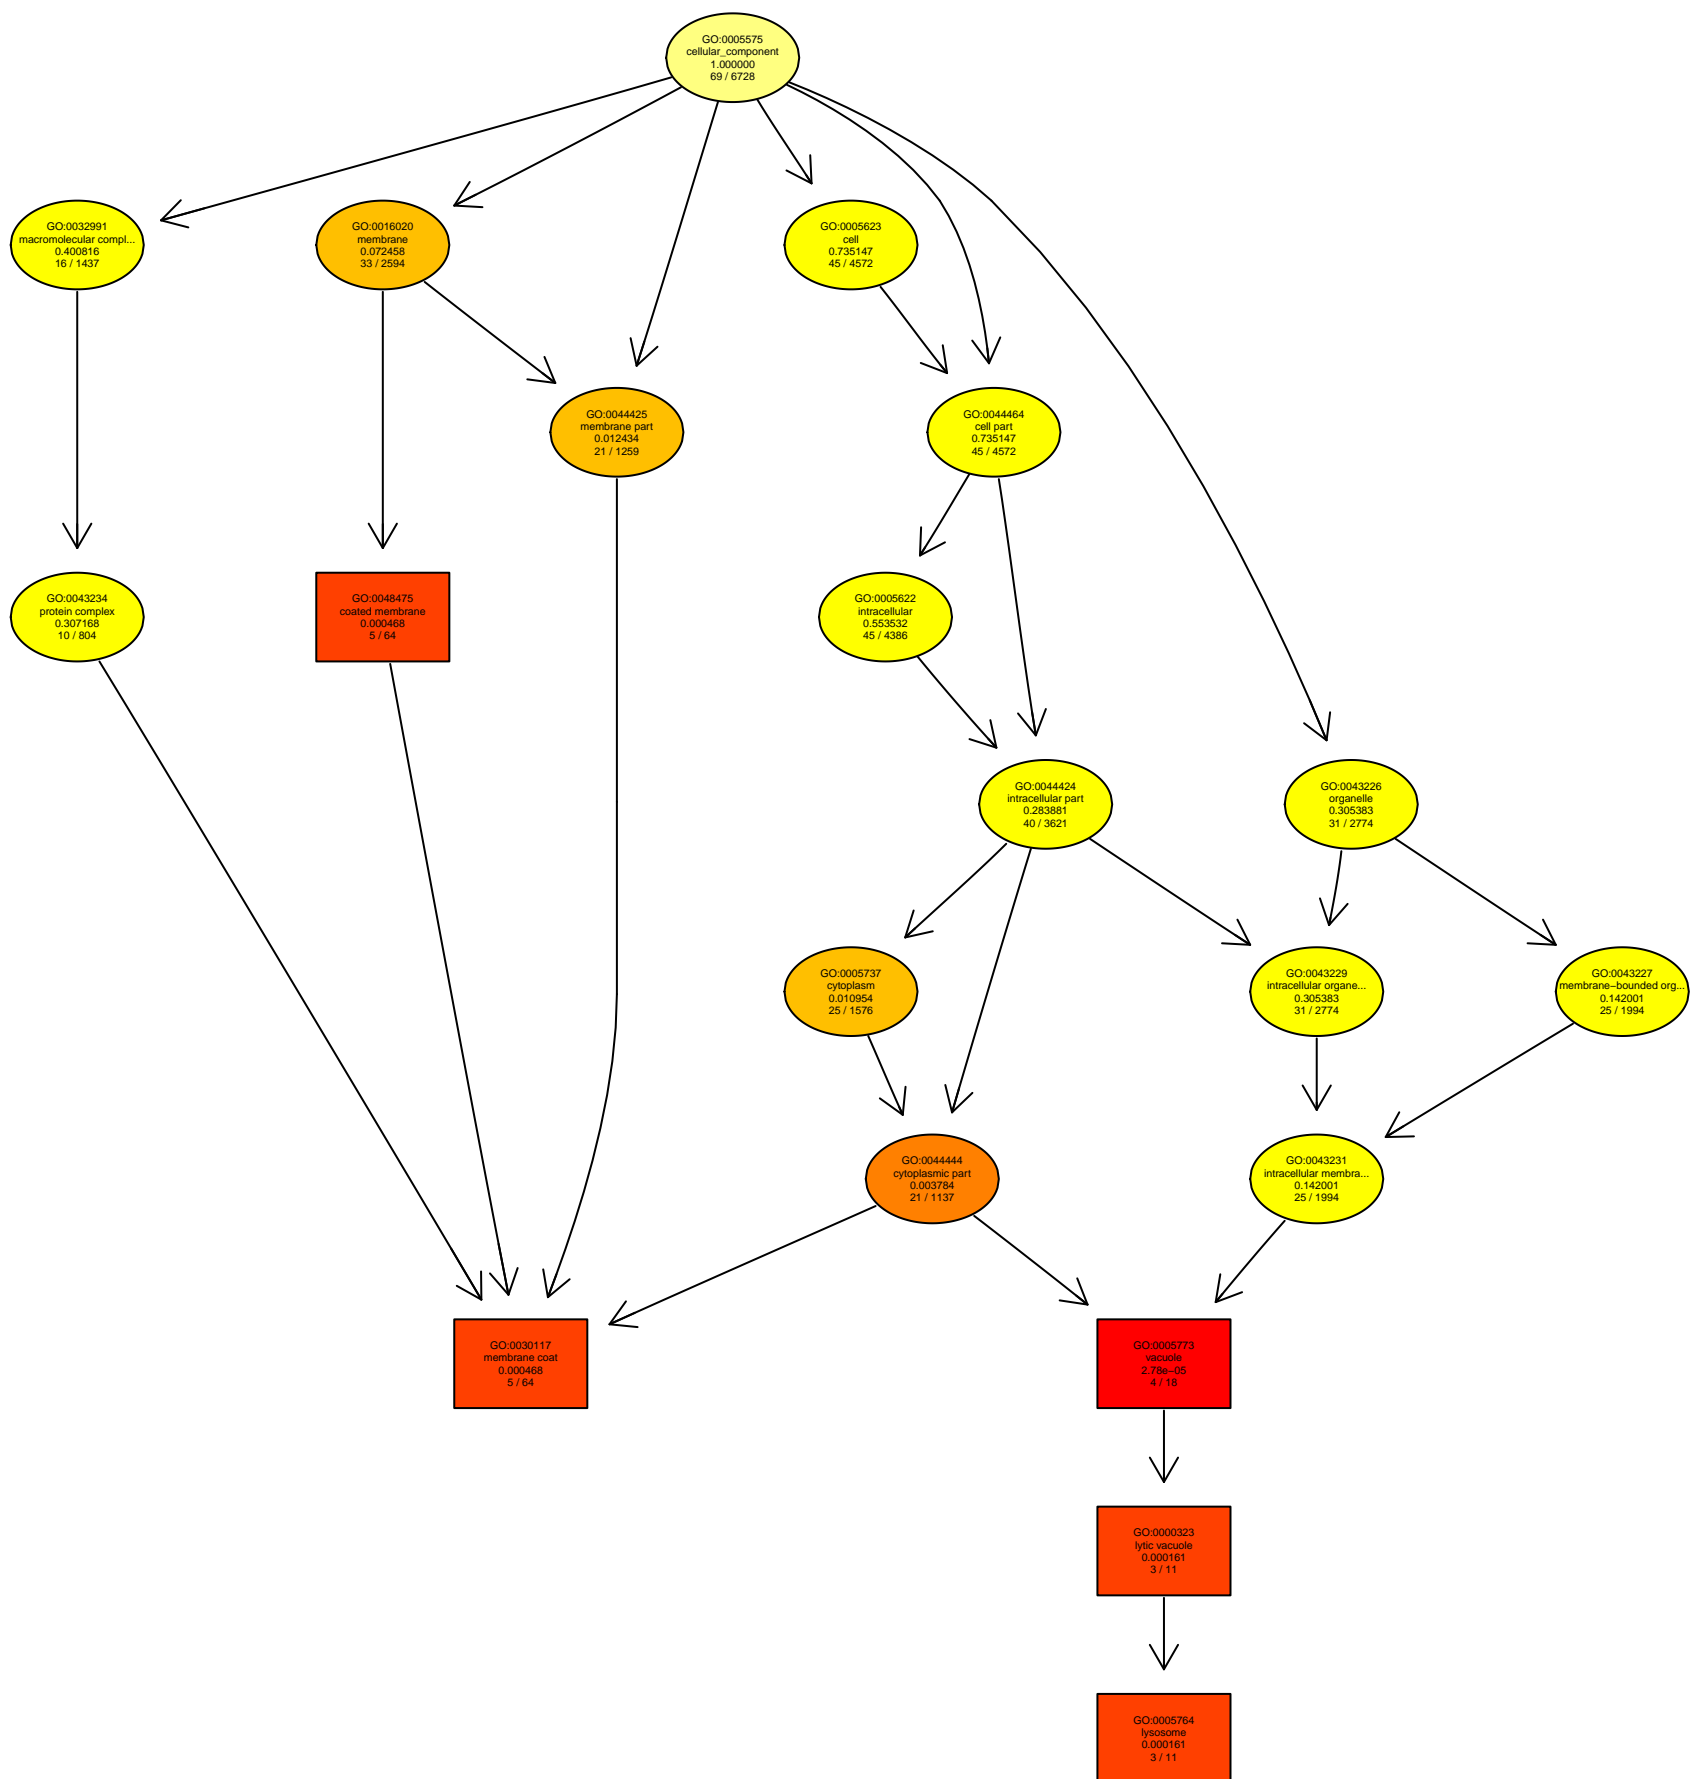 GO:0005575
cellular_component
1.000000
69 / 6728
GO:0032991
macromolecular compl...
0.400816
16 / 1437
GO:0016020
membrane
0.072458
33 / 2594
GO:0005623
cell
0.735147
45 / 4572
GO:0044425
membrane part
0.012434
21 / 1259
GO:0044464
cell part
0.735147
45 / 4572
GO:0043234
protein complex
0.307168
10 / 804
GO:0048475
coated membrane
0.000468
5 / 64
GO:0005622
intracellular
0.553532
45 / 4386
GO:0044424
intracellular part
0.283881
40 / 3621
GO:0043226
organelle
0.305383
31 / 2774
GO:0005737
cytoplasm
0.010954
25 / 1576
GO:0043229
intracellular organe...
0.305383
31 / 2774
GO:0043227
membrane−bounded org...
0.142001
25 / 1994
GO:0044444
cytoplasmic part
0.003784
21 / 1137
GO:0043231
intracellular membra...
0.142001
25 / 1994
GO:0030117
membrane coat
0.000468
5 / 64
GO:0005773
vacuole
2.78e−05
4 / 18
GO:0000323
lytic vacuole
0.000161
3 / 11
GO:0005764
lysosome
0.000161
3 / 11